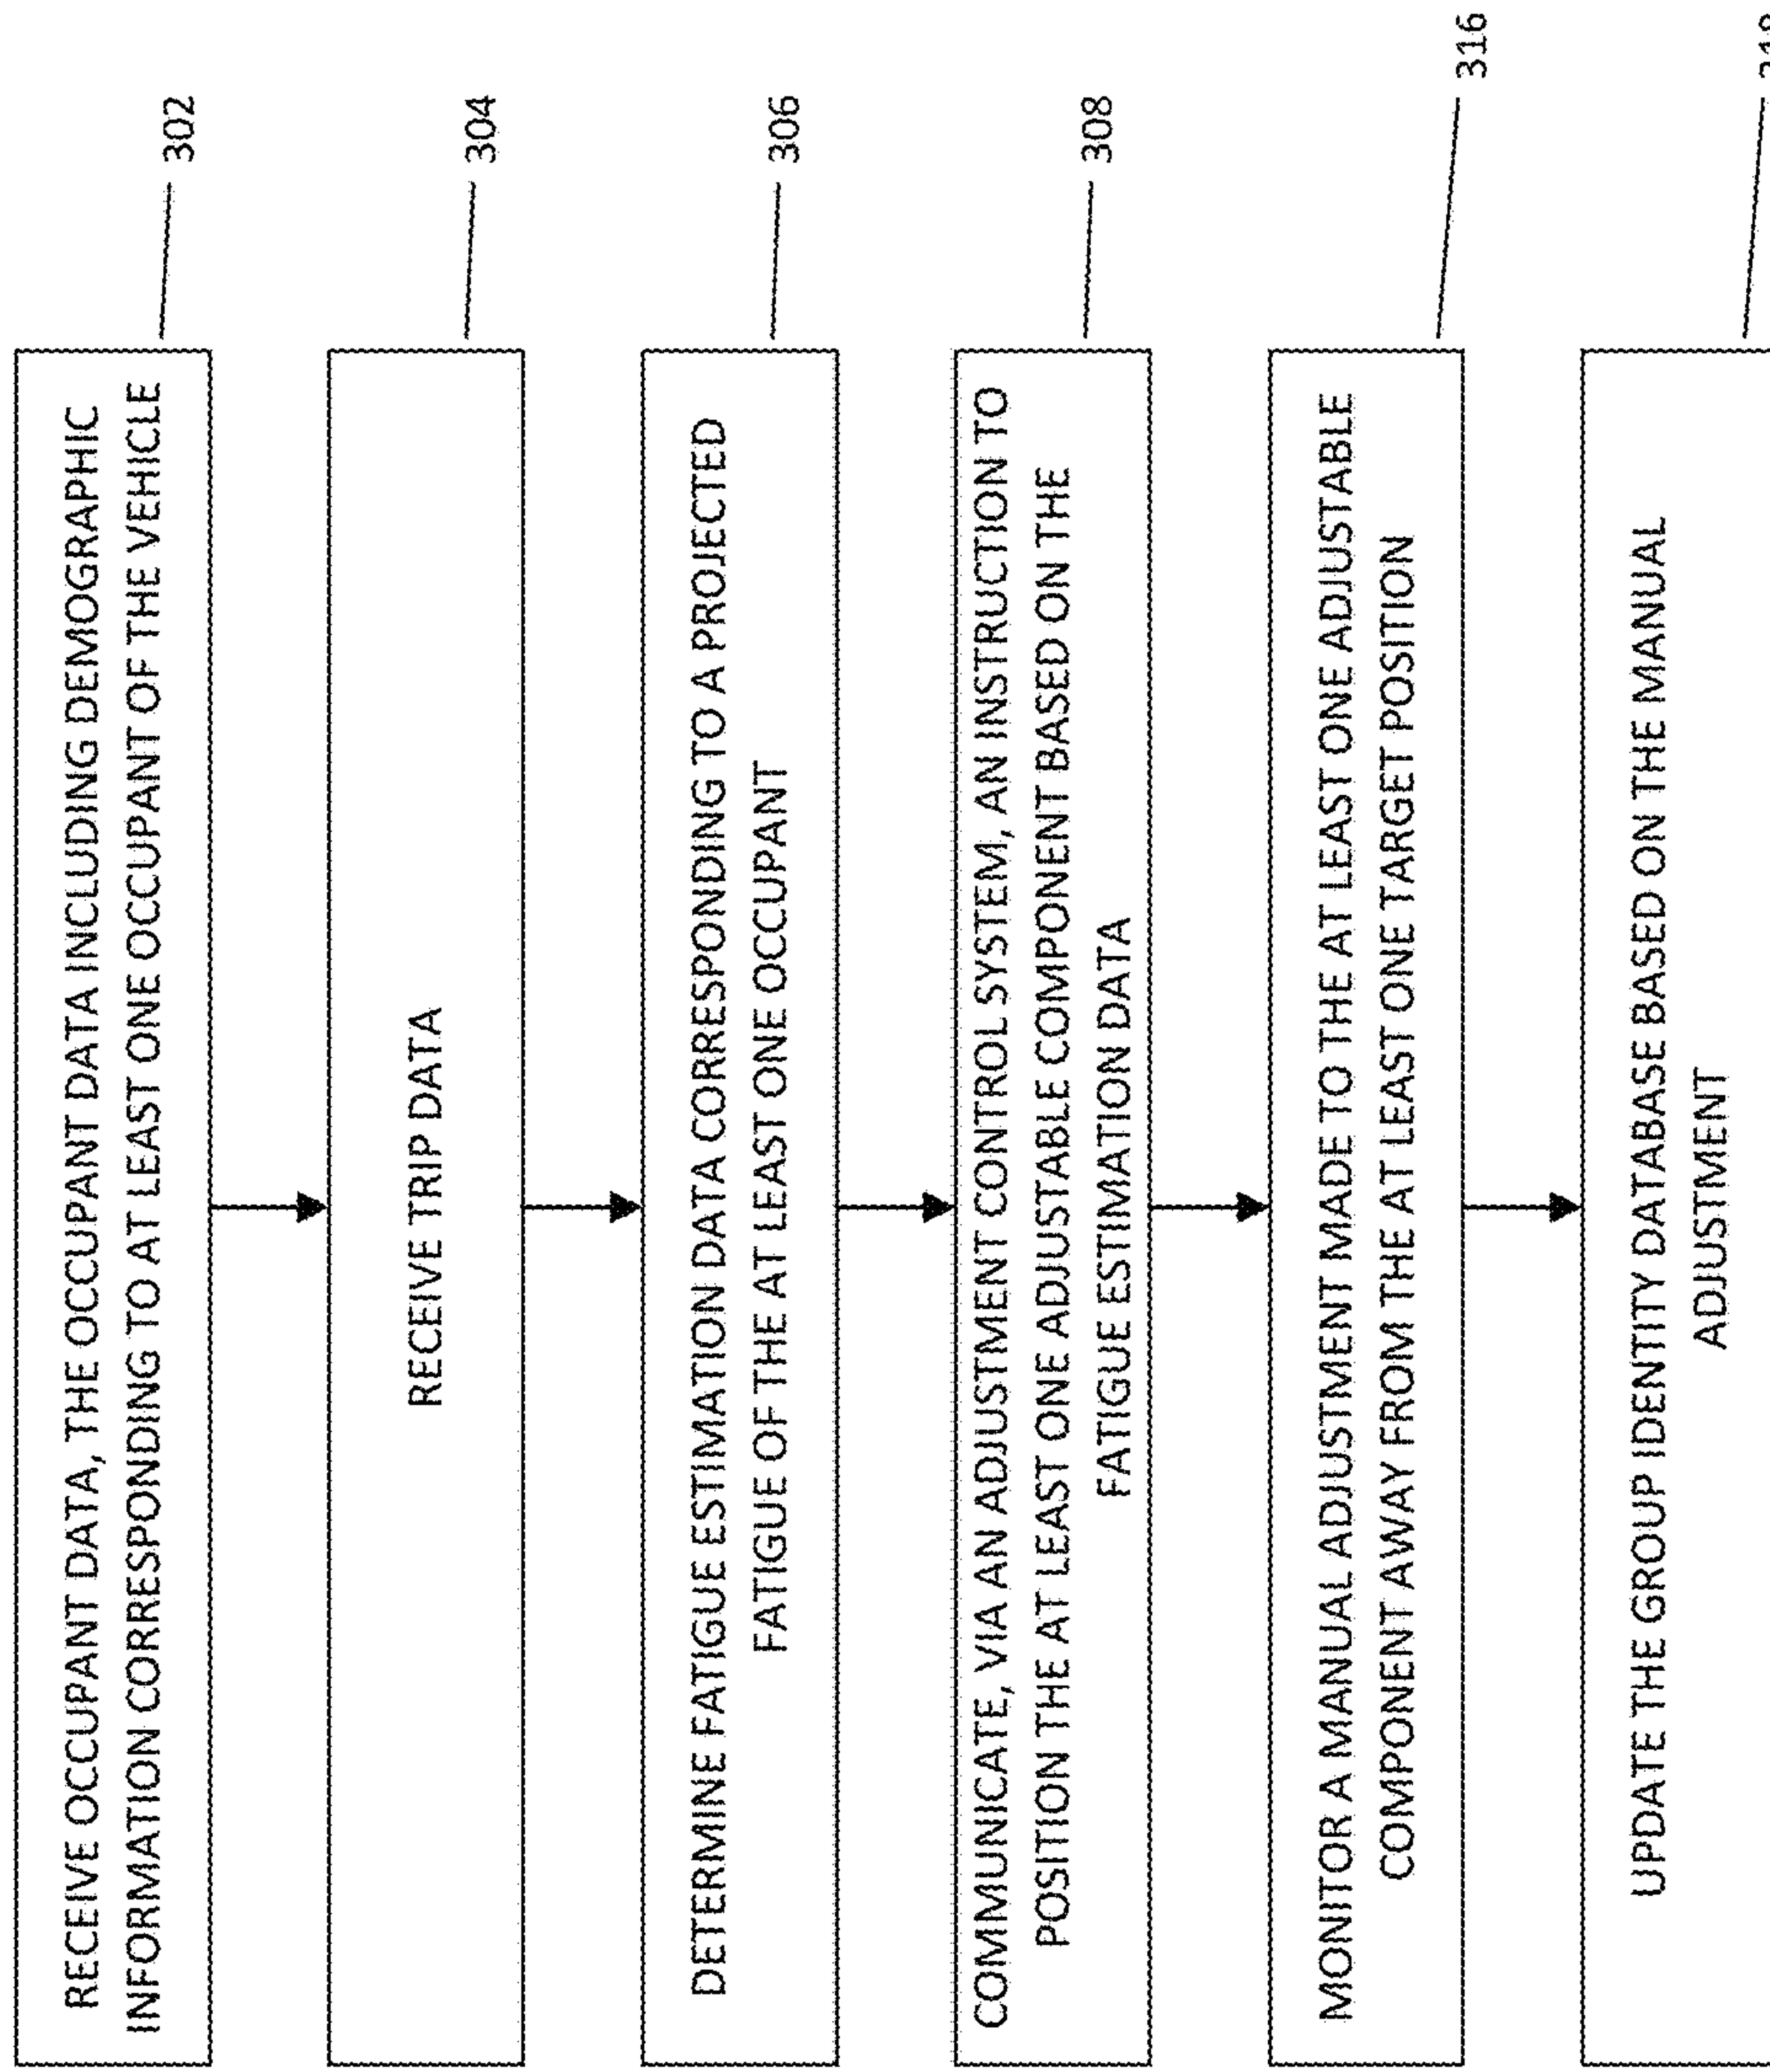 RECEIVE OCCUPANT DATA, THE OCCUPANT DATA INCLUDING DEMOGRAPHIC
INFORMATION CORRESPONDING TO AT LEAST ONE OCCUPANT OF THE VEHICLE
302
RECEIVE TRIP DATA
304
DETERMINE FATIGUE ESTIMATION DATA CORRESPONDING TO A PROJECTED
FATIGUE OF THE AT LEAST ONE OCCUPANT
306
COMMUNICATE, VIA AN ADJUSTMENT CONTROL SYSTEM, AN INSTRUCTION TO
POSITION THE AT LEAST ONE ADJUSTABLE COMPONENT BASED ON THE
FATIGUE ESTIMATION DATA
308
MONITOR A MANUAL ADJUSTMENT MADE TO THE AT LEAST ONE ADJUSTABLE
COMPONENT AWAY FROM THE AT LEAST ONE TARGET POSITION
316
UPDATE THE GROUP IDENTITY DATABASE BASED ON THE MANUAL
ADJUSTMENT